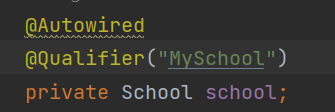 @Autowired
@Qualifier("MySchool")
private School school;